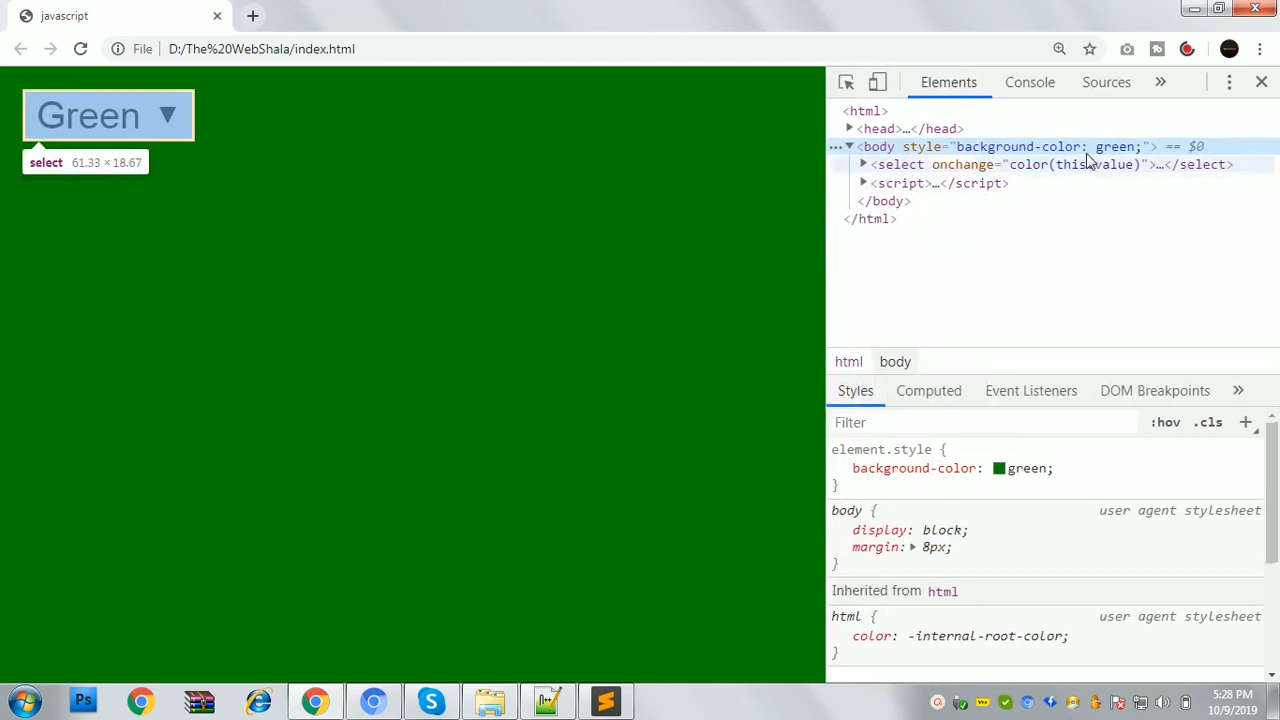 javascript
File D:/The%20WebShala/index.html
Green ▼
select 61.33 × 18.67
Elements Console Sources »
<html>
▶<head>…</head>
…▼<body style="background-color: green;"> == $0
▶<select onchange="color(this.value)">…</select>
▶<script>…</script>
</body>
</html>
html body
Styles Computed Event Listeners DOM Breakpoints »
Filter :hov .cls +
element.style {
background-color: green;
}
body { user agent stylesheet
display: block;
margin:▶ 8px;
}
Inherited from html
html { user agent stylesheet
color: -internal-root-color;
}
Ps
5:28 PM
10/9/2019